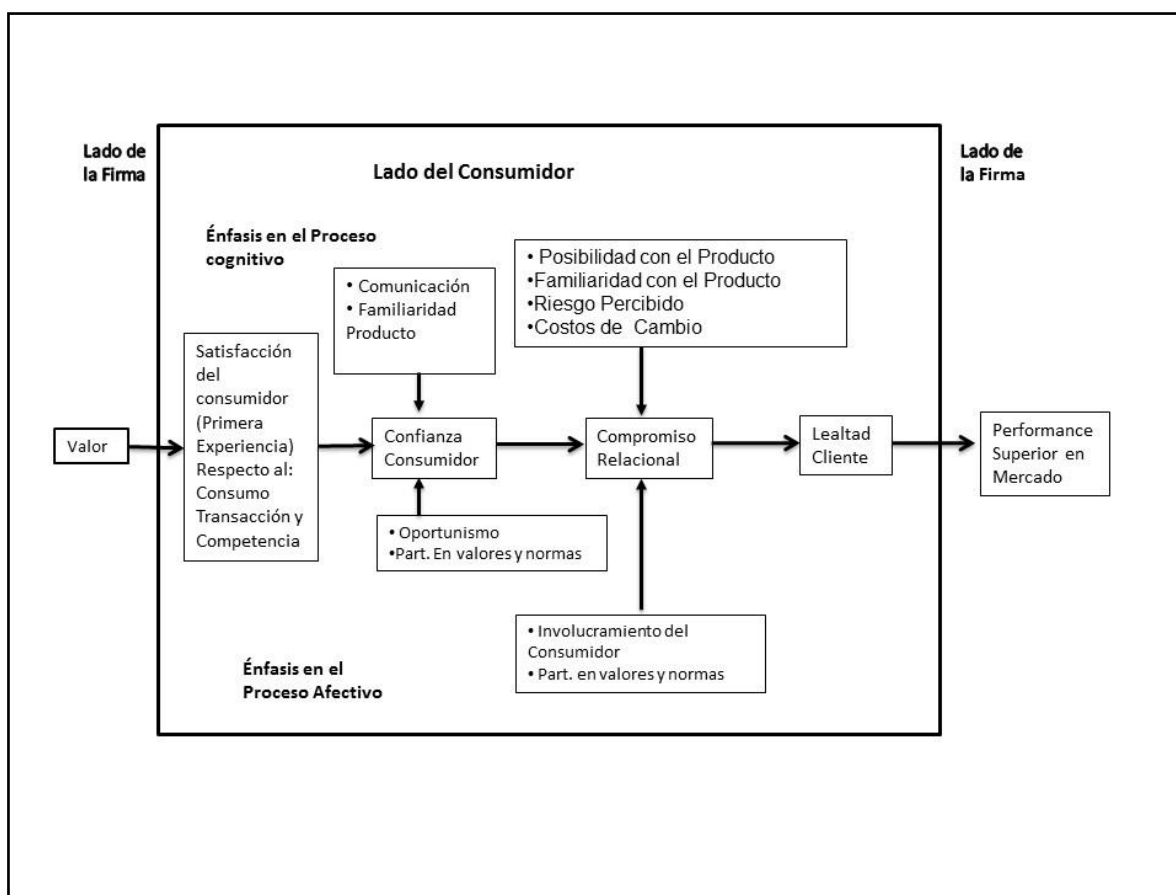 Lado de
la Firma
Lado del Consumidor
Lado de
la Firma
Énfasis en el Proceso
cognitivo
• Comunicación
• Familiaridad
Producto
• Posibilidad con el Producto
•Familiaridad con el Producto
•Riesgo Percibido
•Costos de Cambio
Valor
Satisfacción
del
consumidor
(Primera
Experiencia)
Respecto al:
Consumo
Transacción y
Competencia
Confianza
Consumidor
Compromiso
Relacional
Lealtad
Cliente
Performance
Superior en
Mercado
• Oportunismo
•Part. En valores y normas
• Involucramiento del
Consumidor
• Part. en valores y normas
Énfasis en el
Proceso Afectivo